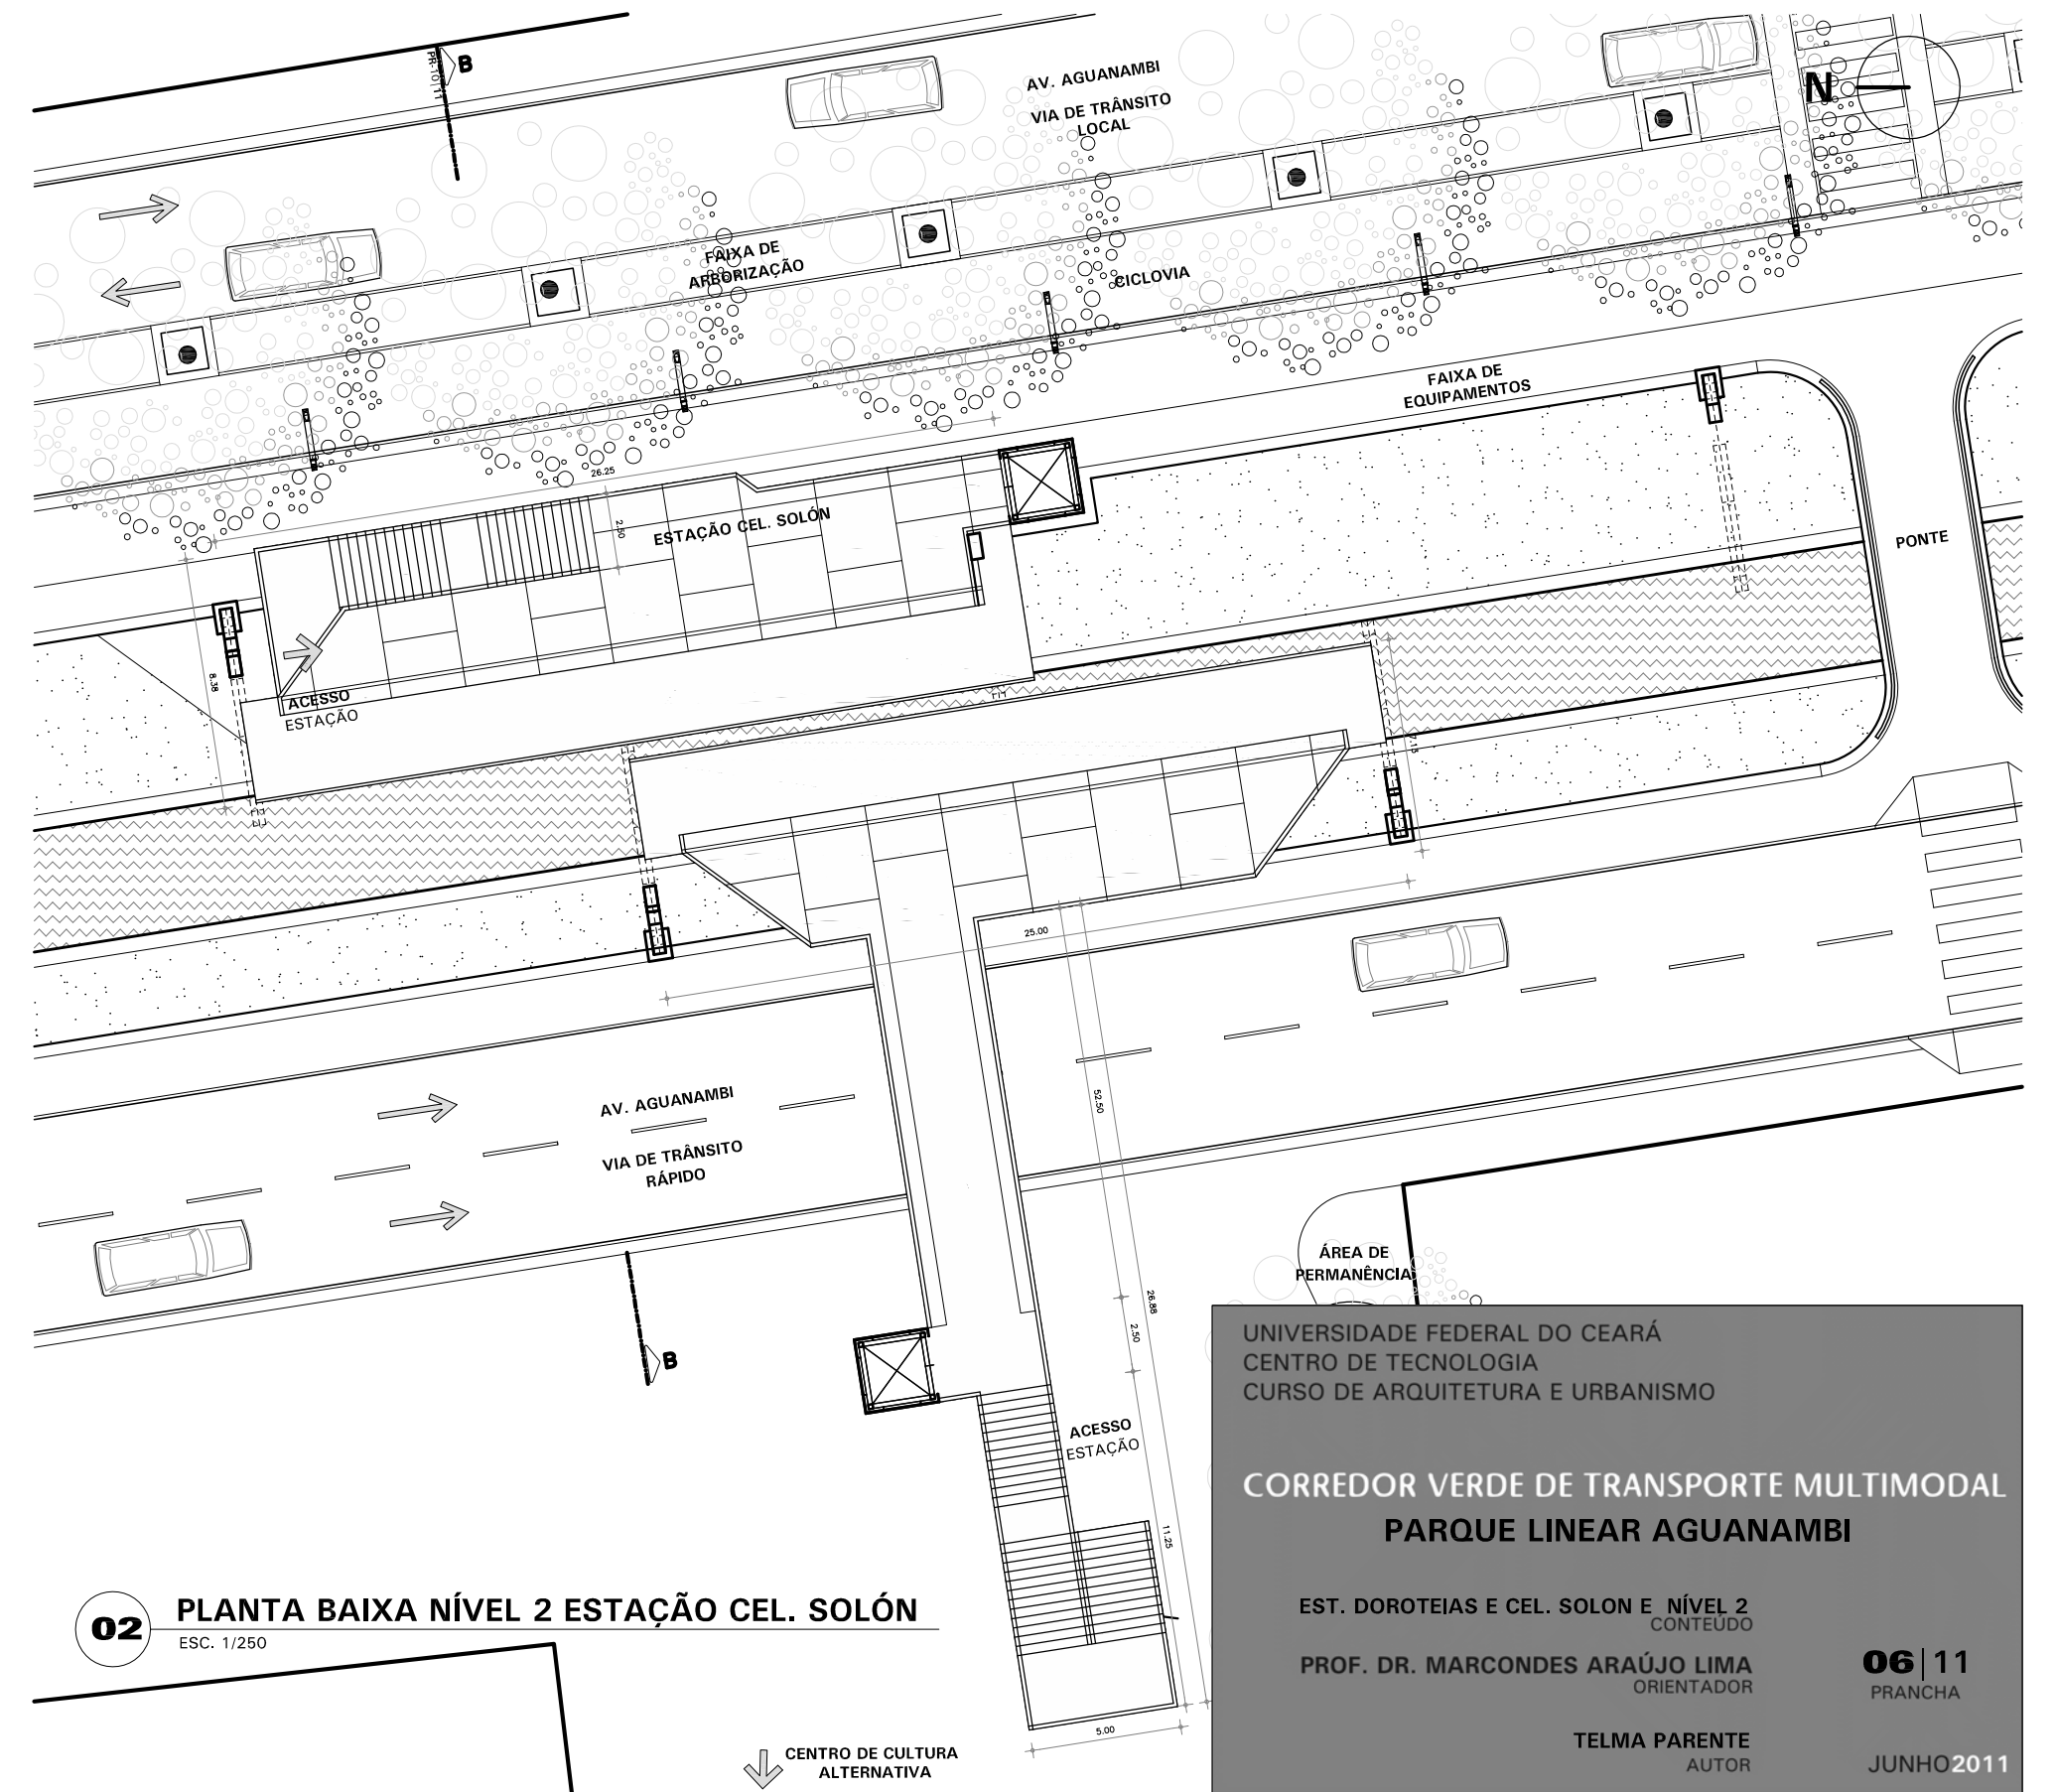 B
PR-10/11
AV. AGUANAMBI
VIA DE TRÂNSITO
LOCAL
N
FAIXA DE
ARBORIZAÇÃO
CICLOVIA
FAIXA DE
EQUIPAMENTOS
26.25
2.50
ESTAÇÃO CEL. SOLÓN
PONTE
8.38
ACESSO
ESTAÇÃO
25.00
52.50
AV. AGUANAMBI
VIA DE TRÂNSITO
RÁPIDO
ÁREA DE
PERMANÊNCIA
26.88
2.50
B
ACESSO
ESTAÇÃO
11.25
5.00
02
PLANTA BAIXA NÍVEL 2 ESTAÇÃO CEL. SOLÓN
ESC. 1/250
CENTRO DE CULTURA
ALTERNATIVA
UNIVERSIDADE FEDERAL DO CEARÁ
CENTRO DE TECNOLOGIA
CURSO DE ARQUITETURA E URBANISMO
CORREDOR VERDE DE TRANSPORTE MULTIMODAL
PARQUE LINEAR AGUANAMBI
EST. DOROTEIAS E CEL. SOLON E NÍVEL 2
CONTEÚDO
PROF. DR. MARCONDES ARAÚJO LIMA
ORIENTADOR
06|11
PRANCHA
TELMA PARENTE
AUTOR
JUNHO2011